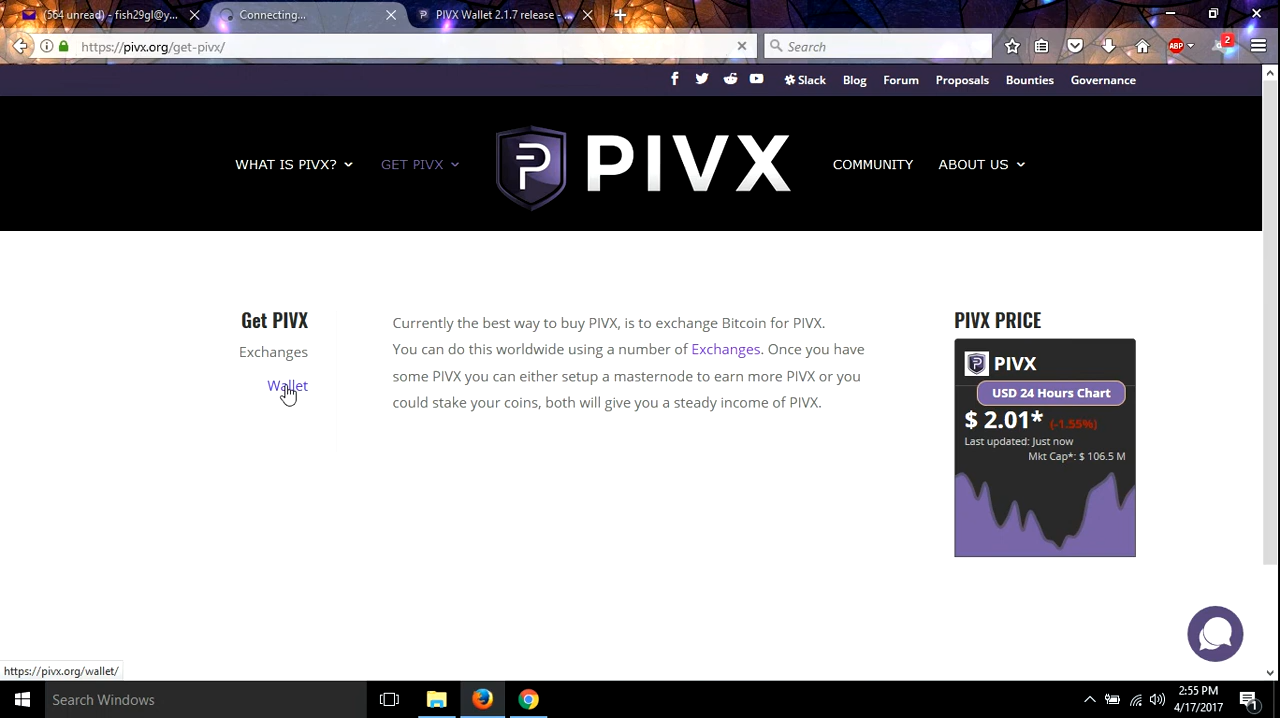 (564 unread) - fish29gl@y...
Connecting...
PIVX Wallet 2.1.7 release - ...
https://pivx.org/get-pivx/
Search
ABP
2
Slack
Blog
Forum
Proposals
Bounties
Governance
WHAT IS PIVX?
GET PIVX
PIVX
COMMUNITY
ABOUT US
Get PIVX
Exchanges
Wallet
Currently the best way to buy PIVX, is to exchange Bitcoin for PIVX.
You can do this worldwide using a number of Exchanges. Once you have
some PIVX you can either setup a masternode to earn more PIVX or you
could stake your coins, both will give you a steady income of PIVX.
PIVX PRICE
PIVX
USD 24 Hours Chart
$ 2.01* (-1.55%)
Last updated: Just now
Mkt Cap*: $ 106.5 M
https://pivx.org/wallet/
Search Windows
2:55 PM
4/17/2017
1